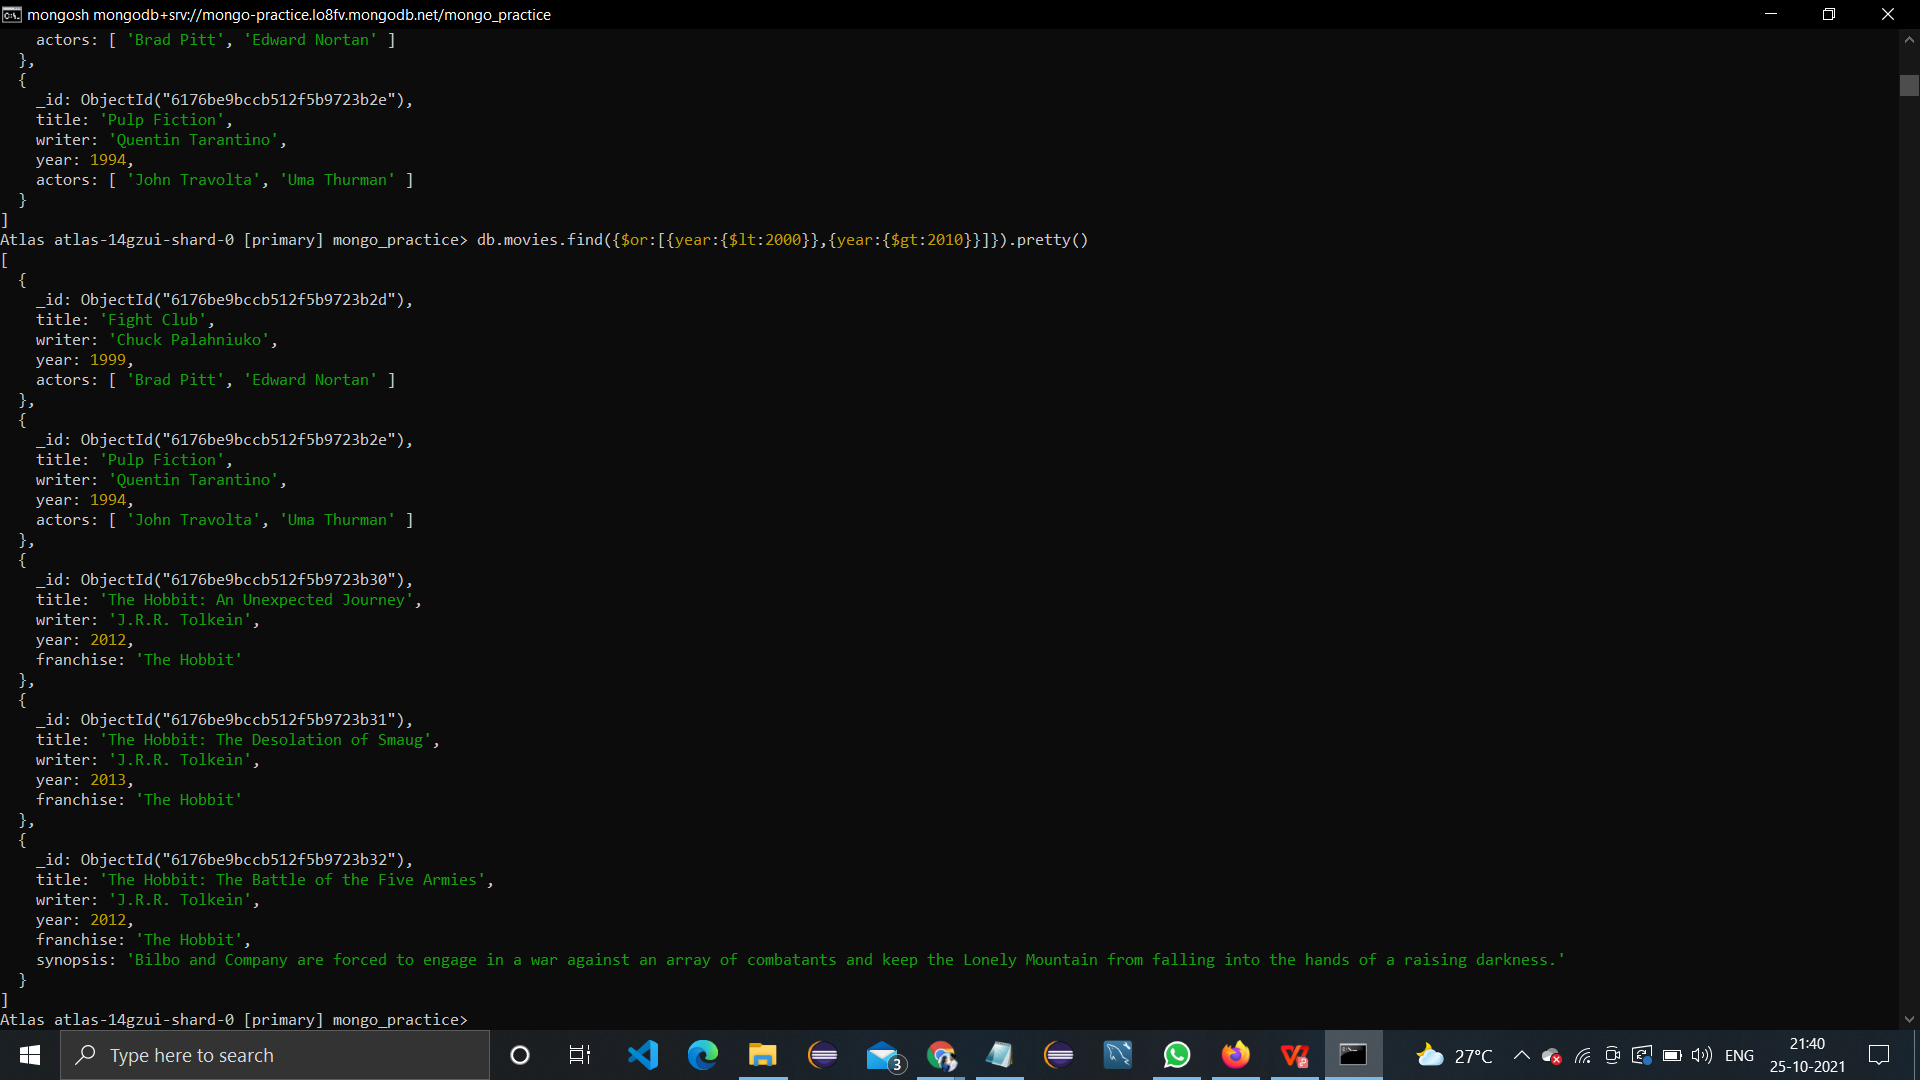 mongosh mongodb+srv://mongo-practice.lo8fv.mongodb.net/mongo_practice
    actors: [ 'Brad Pitt', 'Edward Nortan' ]
  },
  {
    _id: ObjectId("6176be9bccb512f5b9723b2e"),
    title: 'Pulp Fiction',
    writer: 'Quentin Tarantino',
    year: 1994,
    actors: [ 'John Travolta', 'Uma Thurman' ]
  }
]
Atlas atlas-14gzui-shard-0 [primary] mongo_practice> db.movies.find({$or:[{year:{$lt:2000}},{year:{$gt:2010}}]}).pretty()
[
  {
    _id: ObjectId("6176be9bccb512f5b9723b2d"),
    title: 'Fight Club',
    writer: 'Chuck Palahniuko',
    year: 1999,
    actors: [ 'Brad Pitt', 'Edward Nortan' ]
  },
  {
    _id: ObjectId("6176be9bccb512f5b9723b2e"),
    title: 'Pulp Fiction',
    writer: 'Quentin Tarantino',
    year: 1994,
    actors: [ 'John Travolta', 'Uma Thurman' ]
  },
  {
    _id: ObjectId("6176be9bccb512f5b9723b30"),
    title: 'The Hobbit: An Unexpected Journey',
    writer: 'J.R.R. Tolkein',
    year: 2012,
    franchise: 'The Hobbit'
  },
  {
    _id: ObjectId("6176be9bccb512f5b9723b31"),
    title: 'The Hobbit: The Desolation of Smaug',
    writer: 'J.R.R. Tolkein',
    year: 2013,
    franchise: 'The Hobbit'
  },
  {
    _id: ObjectId("6176be9bccb512f5b9723b32"),
    title: 'The Hobbit: The Battle of the Five Armies',
    writer: 'J.R.R. Tolkein',
    year: 2012,
    franchise: 'The Hobbit',
    synopsis: 'Bilbo and Company are forced to engage in a war against an array of combatants and keep the Lonely Mountain from falling into the hands of a raising darkness.'
  }
]
Atlas atlas-14gzui-shard-0 [primary] mongo_practice>
Type here to search
3
27°C
ENG
21:40
25-10-2021